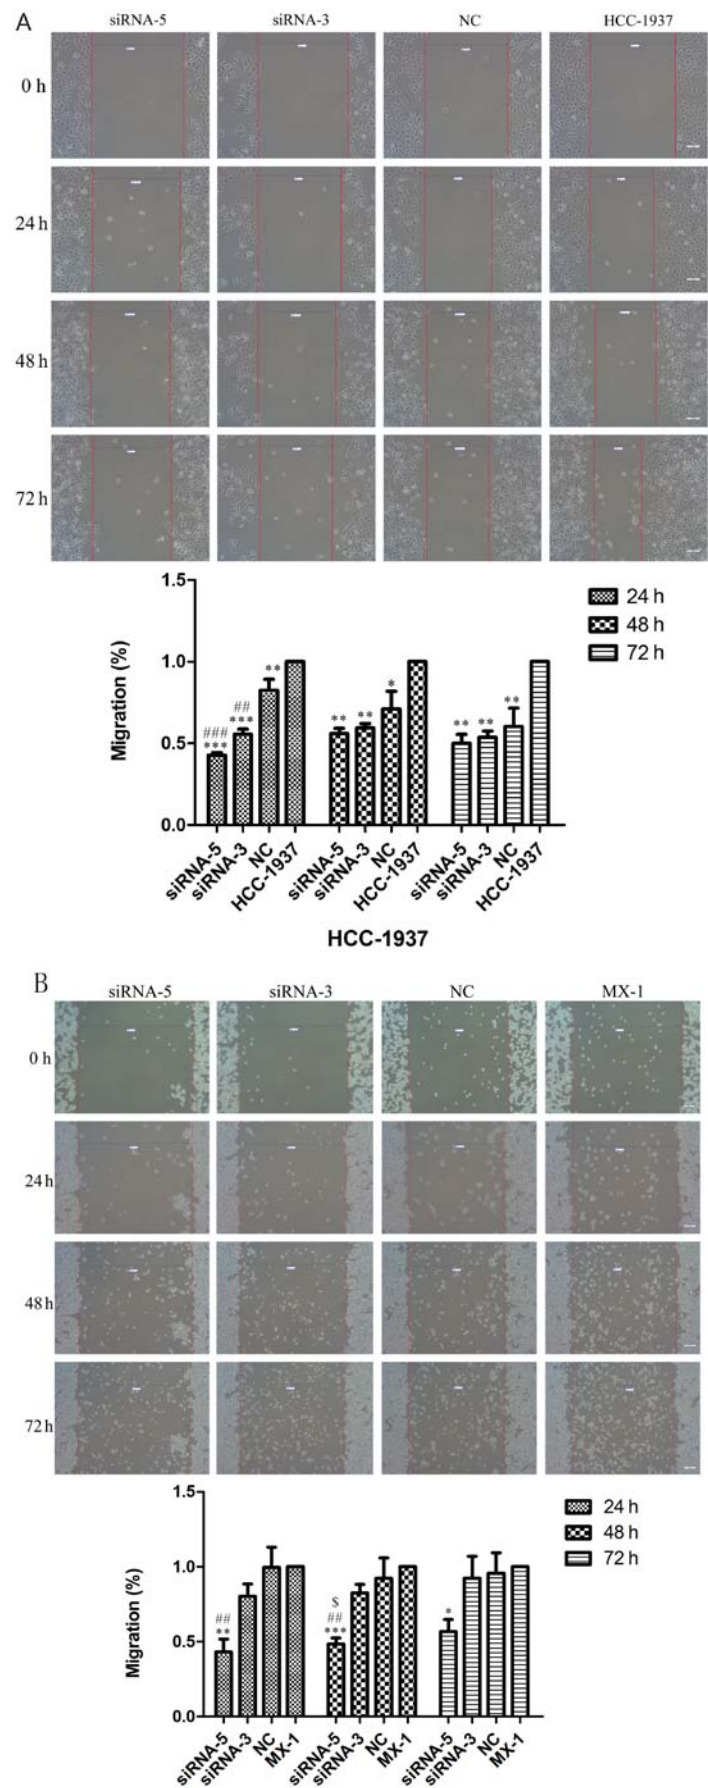 A
siRNA-5 siRNA-3 NC HCC-1937
0 h
24 h
48 h
72 h
1.5
1.0
0.5
0.0
Migration (%)
24 h
48 h
72 h
###
***
##
***
**
**
**
*
**
**
**
siRNA-5 siRNA-3 NC HCC-1937 siRNA-5 siRNA-3 NC HCC-1937 siRNA-5 siRNA-3 NC HCC-1937
HCC-1937
B
siRNA-5 siRNA-3 NC MX-1
0 h
24 h
48 h
72 h
1.5
1.0
0.5
0.0
Migration (%)
24 h
48 h
72 h
##
**
$
##
***
*
siRNA-5 siRNA-3 NC MX-1 siRNA-5 siRNA-3 NC MX-1 siRNA-5 siRNA-3 NC MX-1